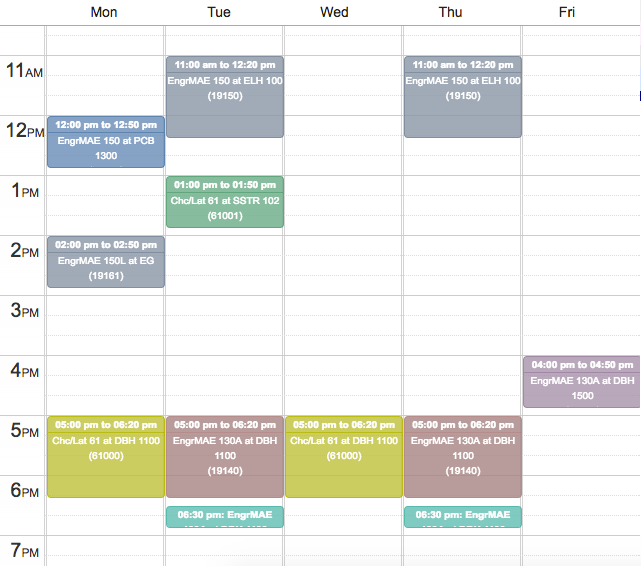 Mon Tue Wed Thu Fri
11AM
11:00 am to 12:20 pm
EngrMAE 150 at ELH 100
(19150)
11:00 am to 12:20 pm
EngrMAE 150 at ELH 100
(19150)
12PM
12:00 pm to 12:50 pm
EngrMAE 150 at PCB
1300
1PM
01:00 pm to 01:50 pm
Chc/Lat 61 at SSTR 102
(61001)
2PM
02:00 pm to 02:50 pm
EngrMAE 150L at EG
(19161)
3PM
4PM
04:00 pm to 04:50 pm
EngrMAE 130A at DBH
1500
5PM
05:00 pm to 06:20 pm
Chc/Lat 61 at DBH 1100
(61000)
05:00 pm to 06:20 pm
EngrMAE 130A at DBH
1100
(19140)
05:00 pm to 06:20 pm
Chc/Lat 61 at DBH 1100
(61000)
05:00 pm to 06:20 pm
EngrMAE 130A at DBH
1100
(19140)
6PM
06:30 pm: EngrMAE
06:30 pm: EngrMAE
7PM